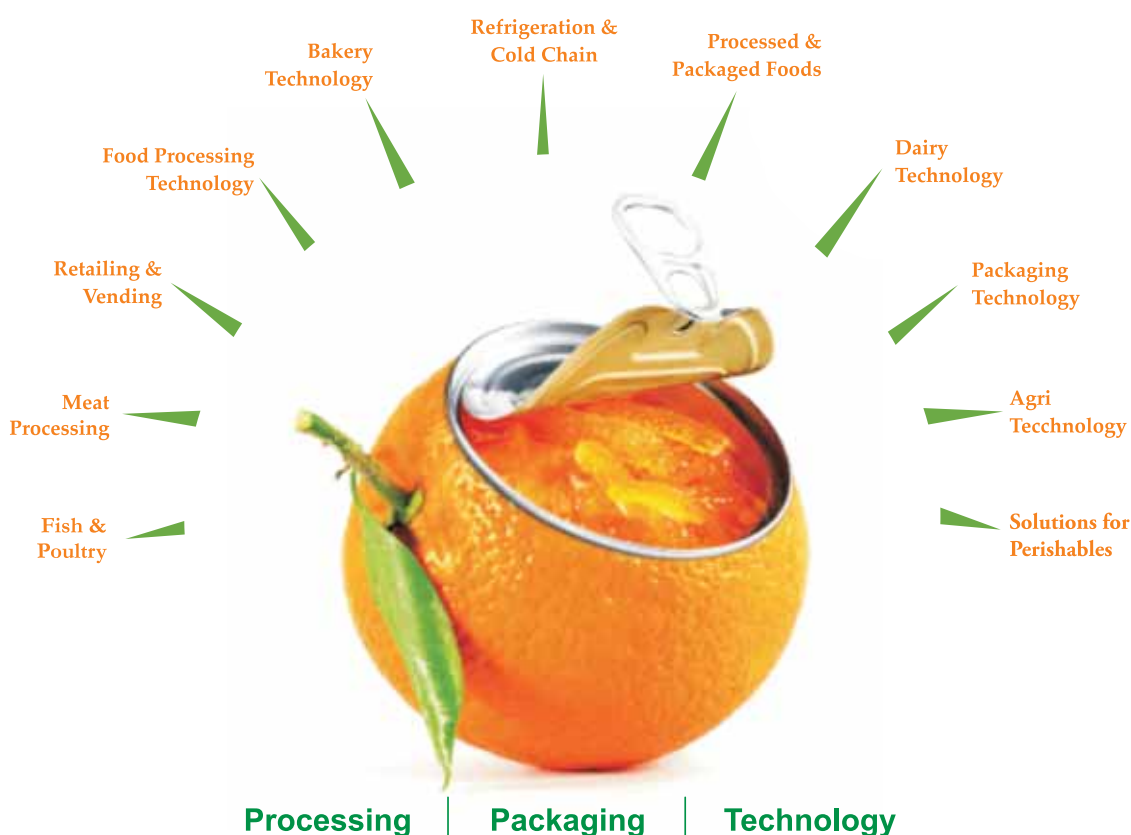 Refrigeration &
Cold Chain
Processed &
Packaged Foods
Bakery
Technology
Dairy
Technology
Food Processing
Technology
Packaging
Technology
Retailing &
Vending
Agri
Tecchnology
Meat
Processing
Solutions for
Perishables
Fish &
Poultry
Processing | Packaging | Technology